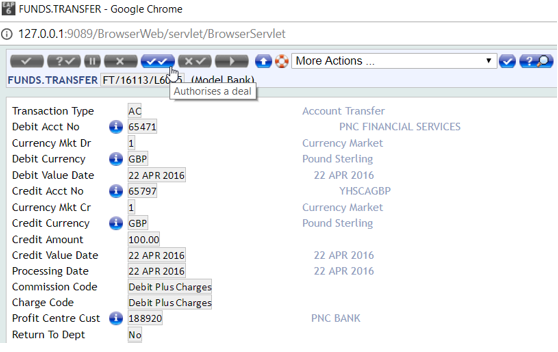 EAP
6
FUNDS.TRANSFER - Google Chrome
127.0.0.1:9089/BrowserWeb/servlet/BrowserServlet
More Actions ...
FUNDS.TRANSFER FT/16113/ (Model Bank)
Authorises a deal
Transaction Type AC Account Transfer
Debit Acct No 65471 PNC FINANCIAL SERVICES
Currency Mkt Dr 1 Currency Market
Debit Currency GBP Pound Sterling
Debit Value Date 22 APR 2016 22 APR 2016
Credit Acct No 65797 YHSCAGBP
Currency Mkt Cr 1 Currency Market
Credit Currency GBP Pound Sterling
Credit Amount 100.00
Credit Value Date 22 APR 2016 22 APR 2016
Processing Date 22 APR 2016 22 APR 2016
Commission Code Debit Plus Charges
Charge Code Debit Plus Charges
Profit Centre Cust 188920 PNC BANK
Return To Dept No